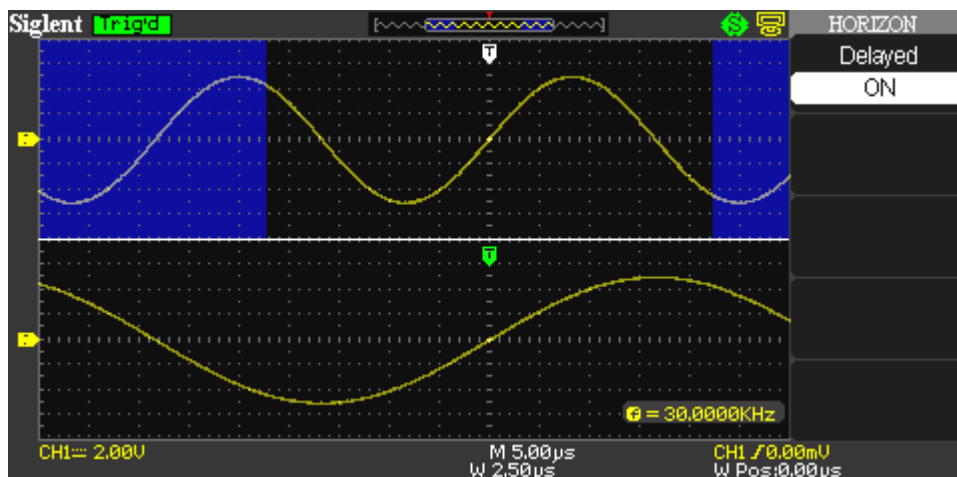 Siglent Trig'd
HORIZON
Delayed
ON
T
T
f = 30.0000KHz
CH1 2.00V
M 5.00µs
CH1 0.00mV
W 2.50µs
W Pos:0.00µs